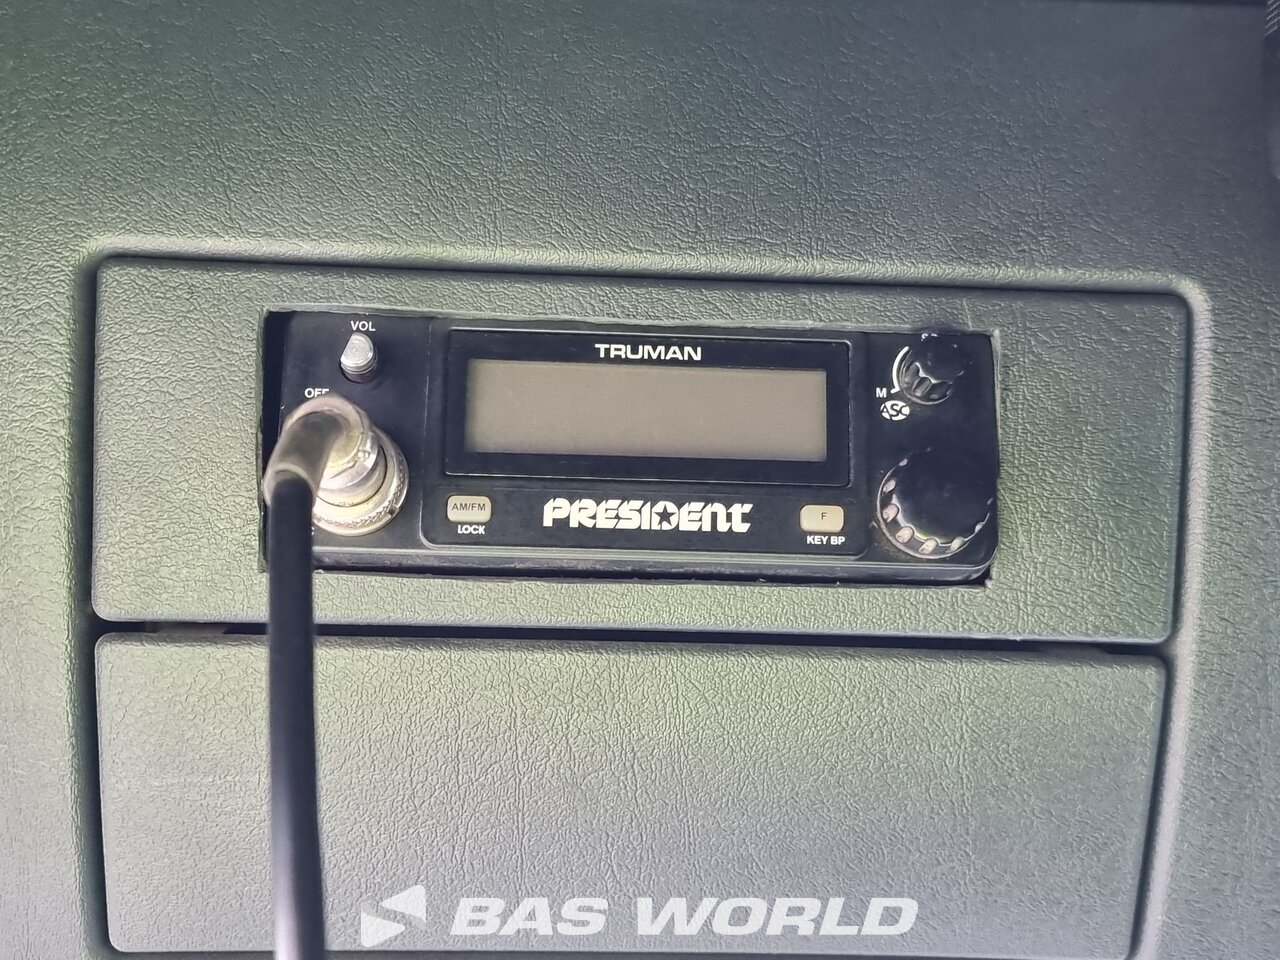 VOL
OFF
TRUMAN
M
ASC
AM/FM
LOCK
PRESIDENT
F
KEY BP
BAS WORLD